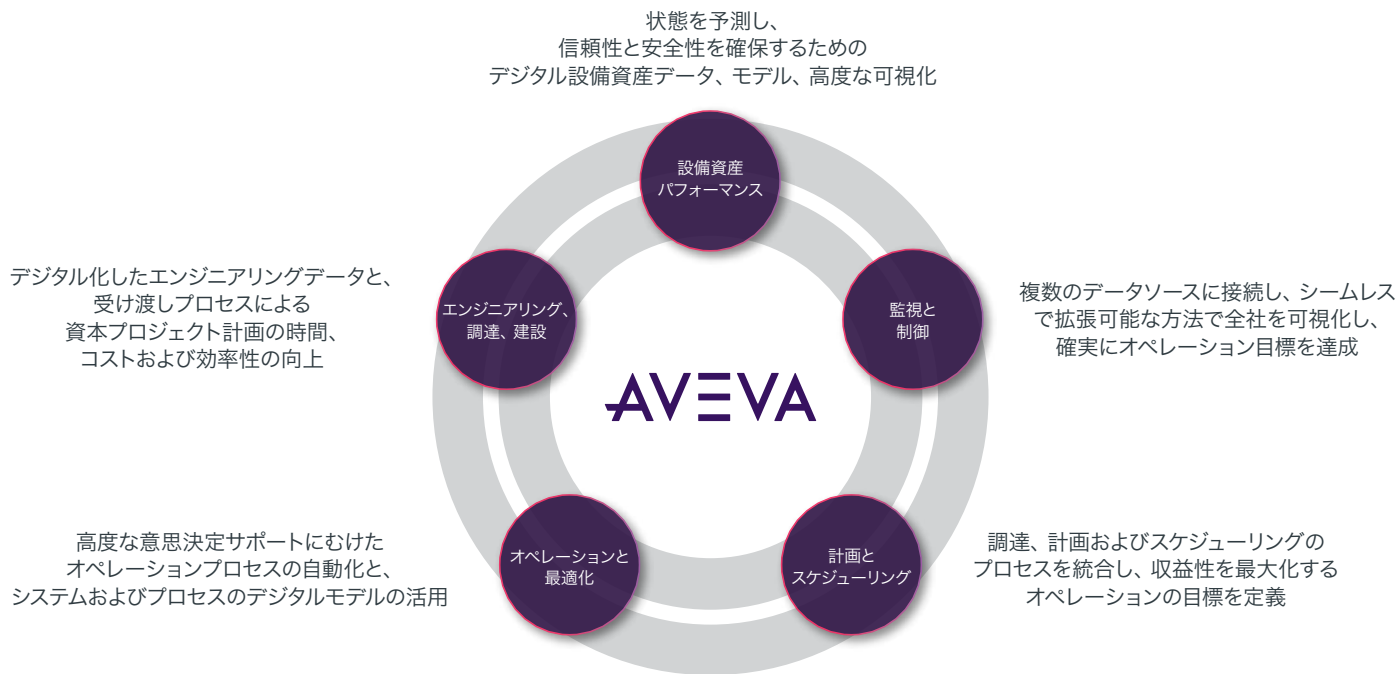 状態を予測し、
信頼性と安全性を確保するための
デジタル設備資産データ、モデル、高度な可視化
設備資産
パフォーマンス
デジタル化したエンジニアリングデータと、
受け渡しプロセスによる
資本プロジェクト計画の時間、
コストおよび効率性の向上
エンジニアリング、
調達、建設
監視と
制御
複数のデータソースに接続し、シームレス
で拡張可能な方法で全社を可視化し、
確実にオペレーション目標を達成
AVEVA
高度な意思決定サポートにむけた
オペレーションプロセスの自動化と、
システムおよびプロセスのデジタルモデルの活用
オペレーションと
最適化
計画と
スケジューリング
調達、計画およびスケジューリングの
プロセスを統合し、収益性を最大化する
オペレーションの目標を定義